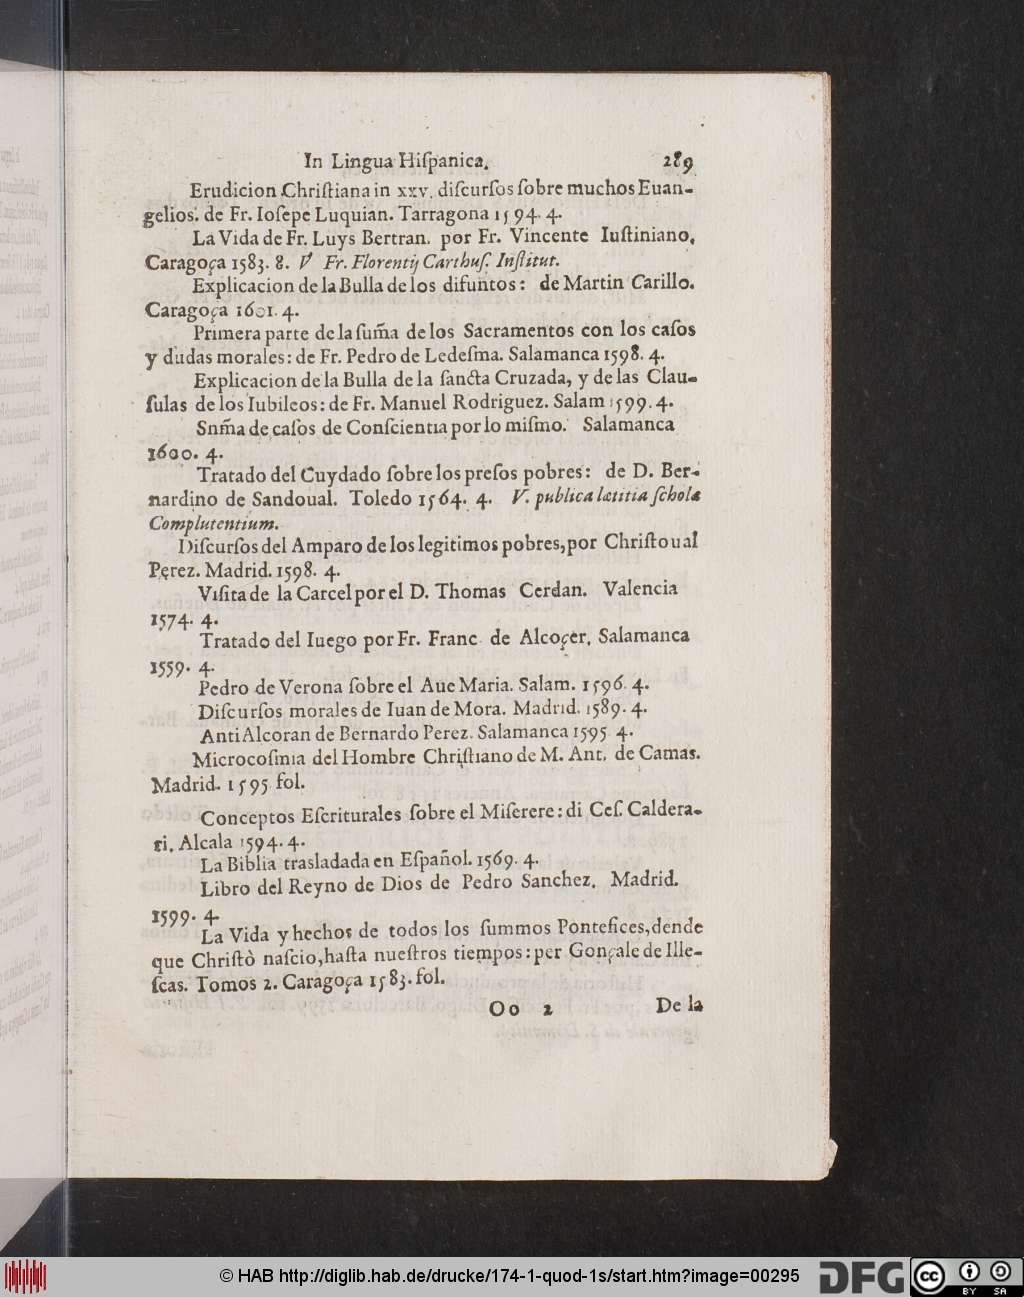 In Lingua Hiſpanica. 289
Erudicion Chriſtiana in xxv. diſcurſos ſobre muchos Euan-
gelios. de Fr. Ioſepe Luquian. Tarragona 1594. 4.
La Vida de Fr. Luys Bertran. por Fr. Vincente Iuſtiniano,
Caragoça 1583. 8. V Fr. Florentij Carthuſ. Inſtitut.
Explicacion de la Bulla de los difuntos: de Martin Carillo.
Caragoça 1601. 4.
Primera parte de la ſum̃a de los Sacramentos con los caſos
y dudas morales: de Fr. Pedro de Ledeſma. Salamanca 1598. 4.
Explicacion de la Bulla de la ſancta Cruzada, y de las Clau-
ſulas de los Iubileos: de Fr. Manuel Rodriguez. Salam 1599. 4.
Snm̃a de caſos de Conſcientia por lo miſmo. Salamanca
1600. 4.
Tratado del Cuydado ſobre los preſos pobres: de D. Ber-
nardino de Sandoual. Toledo 1564. 4. V. publica lætitia ſchola
Complutentium.
Diſcurſos del Amparo de los legitimos pobres, por Chriſtoual
Perez. Madrid. 1598. 4.
Viſita de la Carcel por el D. Thomas Cerdan. Valencia
1574. 4.
Tratado del Iuego por Fr. Franc de Alcoçer. Salamanca
1559. 4.
Pedro de Verona ſobre el Aue Maria. Salam. 1596. 4.
Diſcurſos morales de Iuan de Mora. Madrid. 1589. 4.
Anti Alcoran de Bernardo Perez. Salamanca 1595. 4.
Microcoſmia del Hombre Chriſtiano de M. Ant. de Camas.
Madrid. 1595 fol.
Conceptos Eſcriturales ſobre el Miſerere: di Ceſ. Caldera-
ri. Alcala 1594. 4.
La Biblia trasladada en Eſpañol. 1569. 4.
Libro del Reyno de Dios de Pedro Sanchez. Madrid.
1599. 4.
La Vida y hechos de todos los ſummos Pontefices, dende
que Chriſtò naſcio, haſta nueſtros tiempos: per Gonçale de Ille-
ſcas. Tomos 2. Caragoça 1583. fol.
Oo 2 De la
© HAB http://diglib.hab.de/drucke/174-1-quod-1s/start.htm?image=00295
DFG cc BY SA